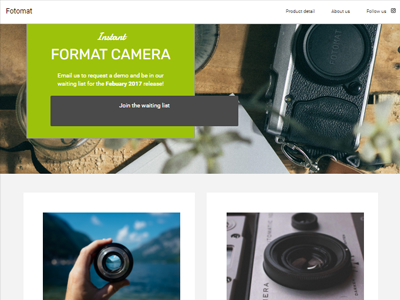 Fotomat
Product detail
About us
Follow us
Instant
FORMAT CAMERA
Email us to request a demo and be in our
waiting list for the Febuary 2017 release!
Join the waiting list